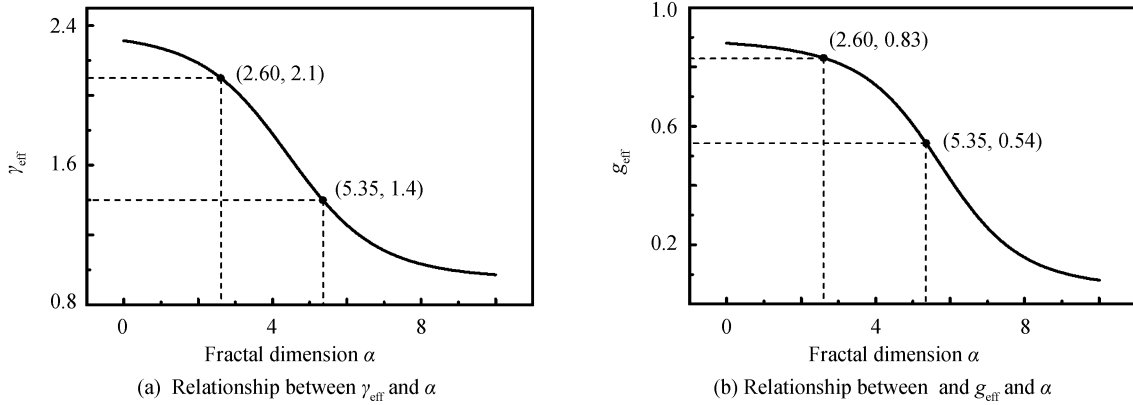 2.4
(2.60, 2.1)
γeff
1.6
(5.35, 1.4)
0.8
0 4 8
Fractal dimension α
(a) Relationship between γeff and α
1.0
(2.60, 0.83)
0.6
geff
(5.35, 0.54)
0.2
0 4 8
Fractal dimension α
(b) Relationship between and geff and α